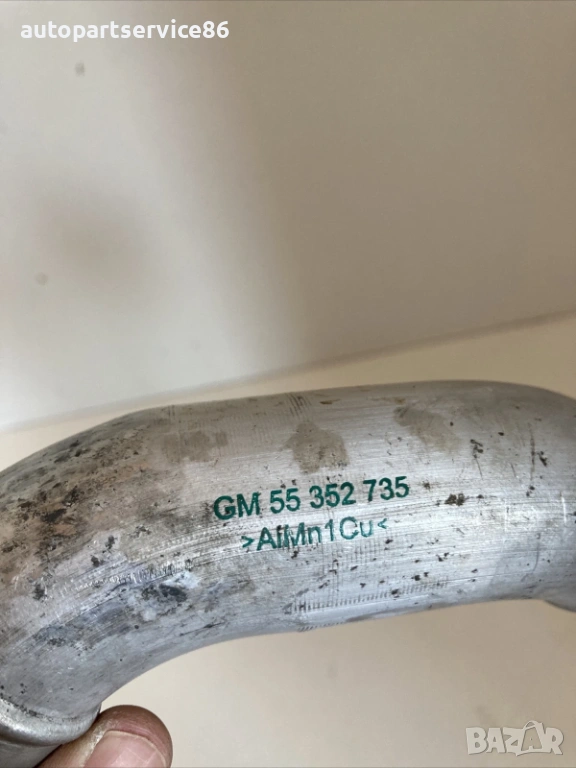 autopartservice86
GM 55 352 735
>AlMn1Cu<
BAZAR